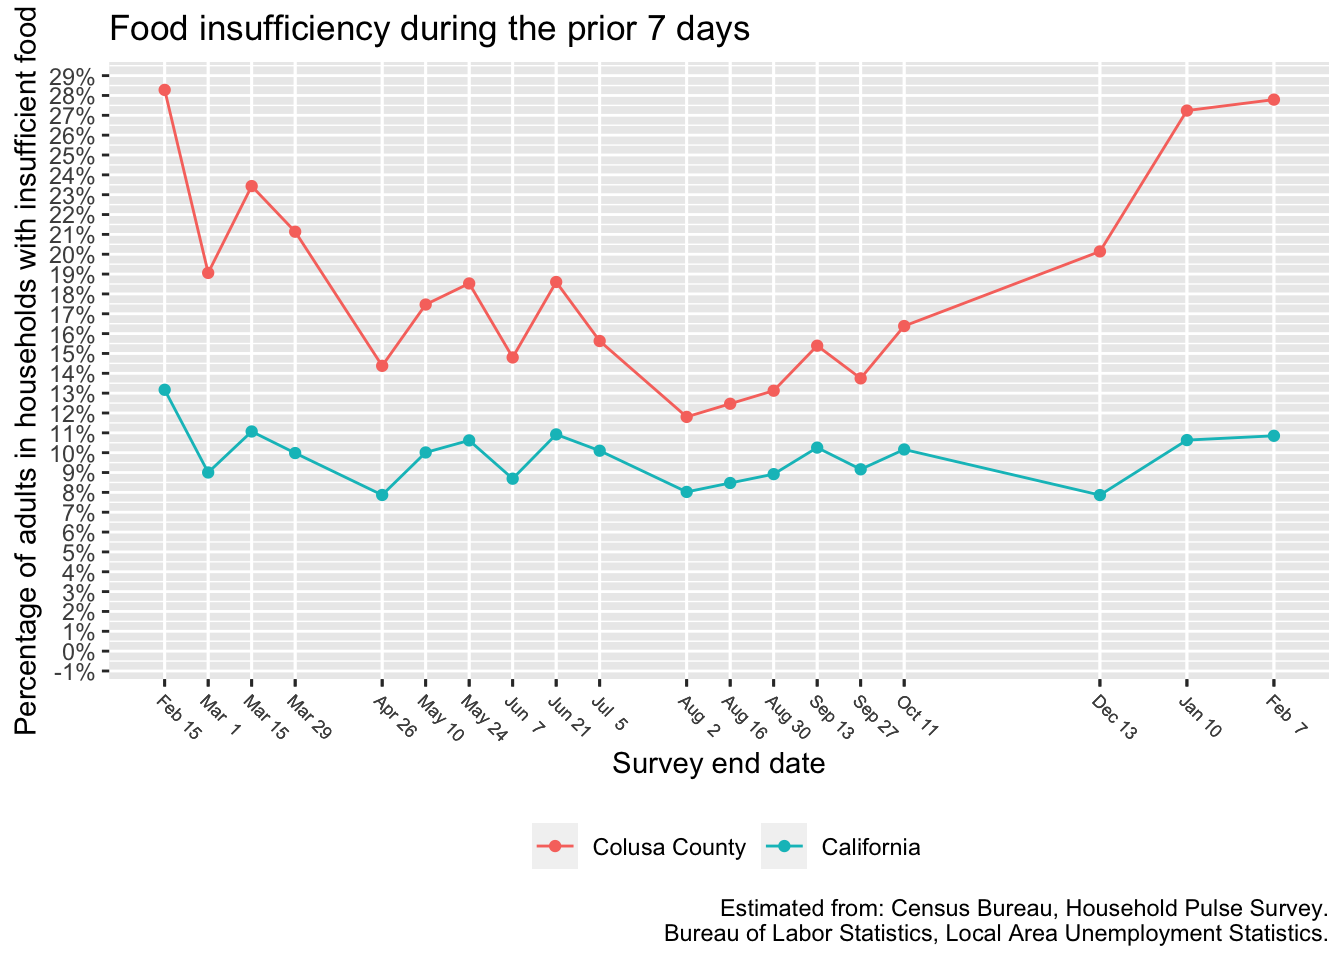 Food insufficiency during the prior 7 days
Percentage of adults in households with insufficient food
29%
28%
27%
26%
25%
24%
23%
22%
21%
20%
19%
18%
17%
16%
15%
14%
13%
12%
11%
10%
9%
8%
7%
6%
5%
4%
3%
2%
1%
0%
-1%
Feb 15
Mar 1
Mar 15
Mar 29
Apr 26
May 10
May 24
Jun 7
Jun 21
Jul 5
Aug 2
Aug 16
Aug 30
Sep 13
Sep 27
Oct 11
Dec 13
Jan 10
Feb 7
Survey end date
Colusa County
California
Estimated from: Census Bureau, Household Pulse Survey.
Bureau of Labor Statistics, Local Area Unemployment Statistics.